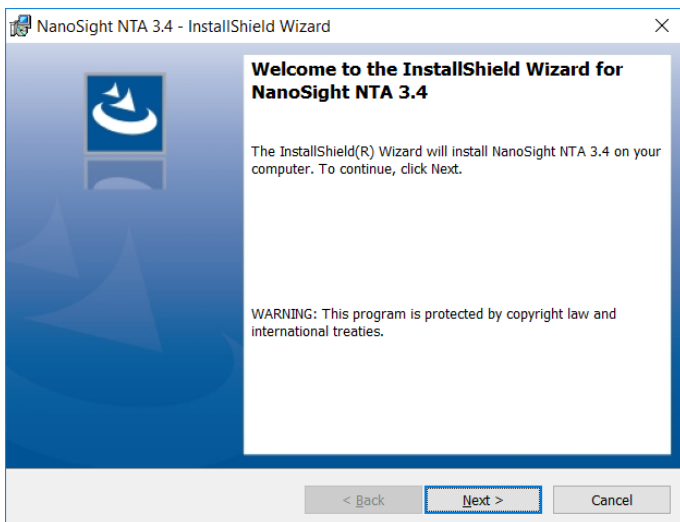 NanoSight NTA 3.4 - InstallShield Wizard
Welcome to the InstallShield Wizard for
NanoSight NTA 3.4
The InstallShield(R) Wizard will install NanoSight NTA 3.4 on your
computer. To continue, click Next.
WARNING: This program is protected by copyright law and
international treaties.
< Back
Next >
Cancel